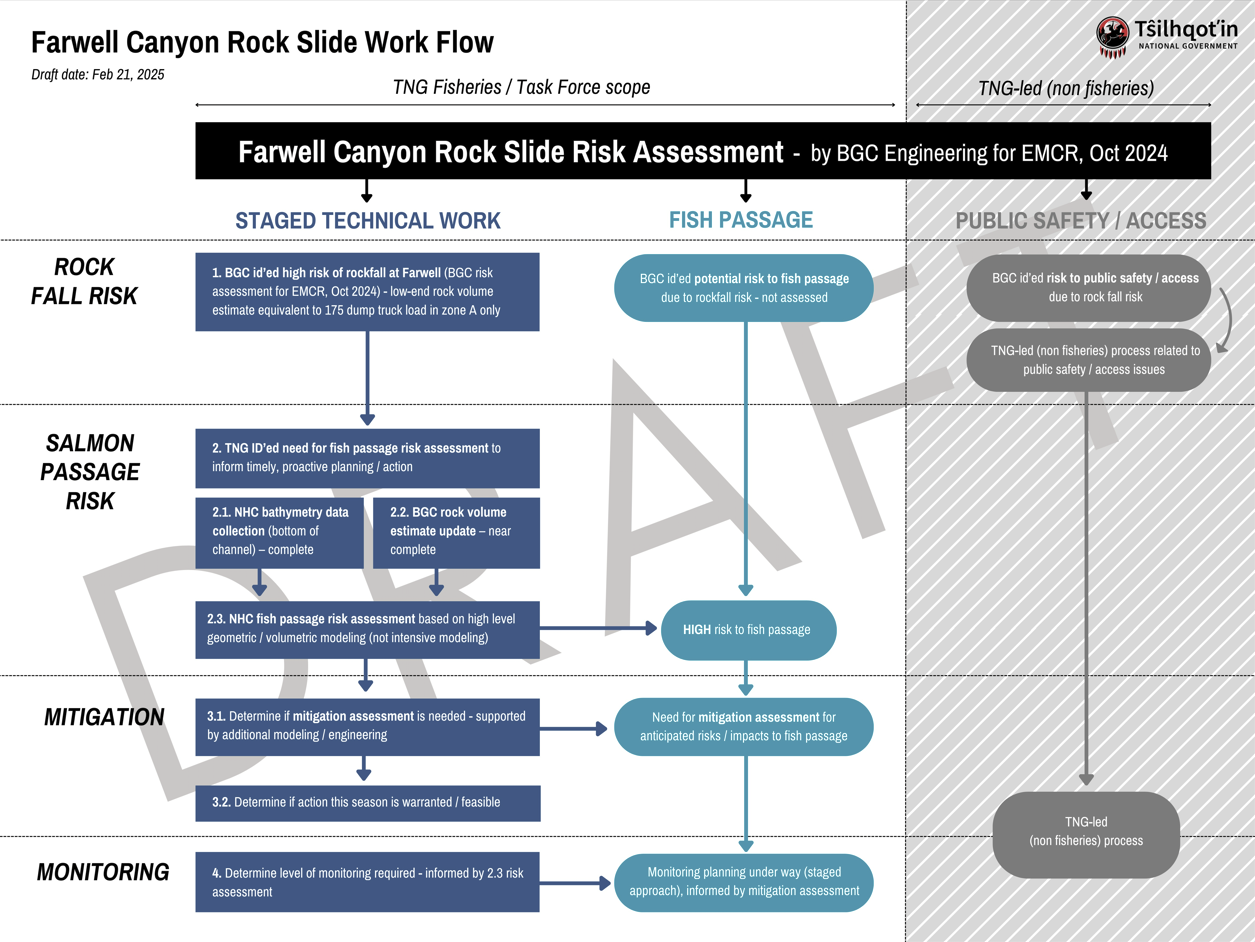 Farwell Canyon Rock Slide Work Flow
Draft date: Feb 21, 2025
Tŝilhqot'in
NATIONAL GOVERNMENT
TNG Fisheries / Task Force scope
TNG-led (non fisheries)
Farwell Canyon Rock Slide Risk Assessment - by BGC Engineering for EMCR, Oct 2024
STAGED TECHNICAL WORK
FISH PASSAGE
PUBLIC SAFETY / ACCESS
ROCK
FALL RISK
1. BGC id'ed high risk of rockfall at Farwell (BGC risk
assessment for EMCR, Oct 2024) - low-end rock volume
estimate equivalent to 175 dump truck load in zone A only
BGC id'ed potential risk to fish passage
due to rockfall risk - not assessed
BGC id'ed risk to public safety / access
due to rock fall risk
TNG-led (non fisheries) process related to
public safety / access issues
SALMON
PASSAGE
RISK
2. TNG ID'ed need for fish passage risk assessment to
inform timely, proactive planning / action
2.1. NHC bathymetry data
collection (bottom of
channel) – complete
2.2. BGC rock volume
estimate update – near
complete
2.3. NHC fish passage risk assessment based on high level
geometric / volumetric modeling (not intensive modeling)
HIGH risk to fish passage
MITIGATION
3.1. Determine if mitigation assessment is needed - supported
by additional modeling / engineering
Need for mitigation assessment for
anticipated risks / impacts to fish passage
3.2. Determine if action this season is warranted / feasible
TNG-led
(non fisheries) process
MONITORING
4. Determine level of monitoring required - informed by 2.3 risk
assessment
Monitoring planning under way (staged
approach), informed by mitigation assessment
DRAFT